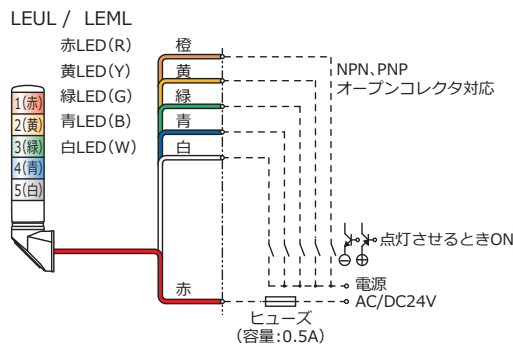 LEUL / LEML
赤LED(R)
黄LED(Y)
緑LED(G)
青LED(B)
白LED(W)
橙
黄
緑
青
白
赤
1(赤)
2(黄)
3(緑)
4(青)
5(白)
NPN、PNP
オープンコレクタ対応
点灯させるときON
電源
AC/DC24V
ヒューズ
(容量:0.5A)